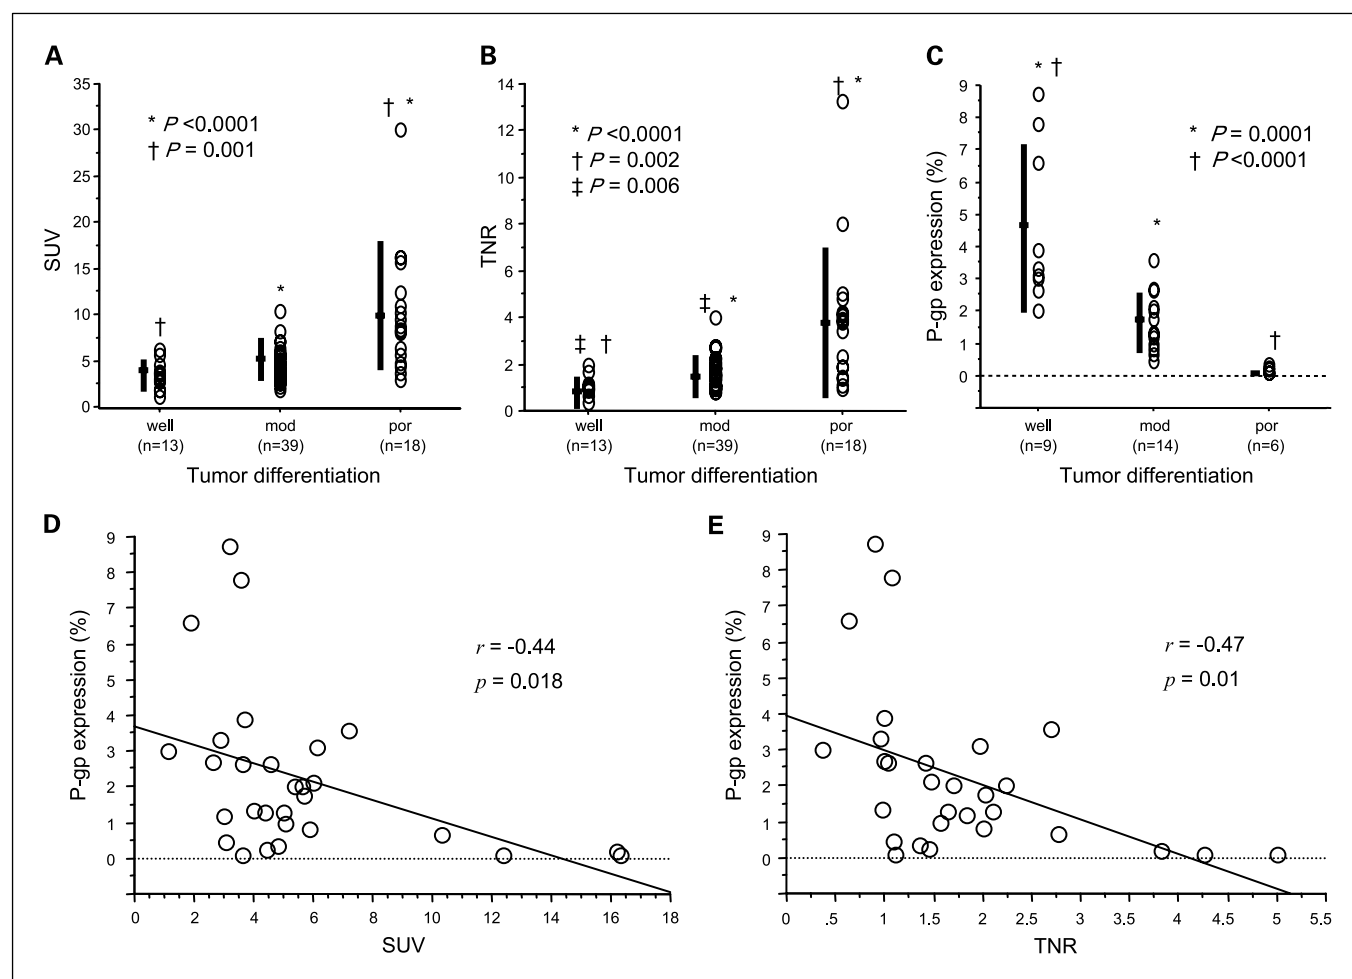 A
35
30
25
20
15
10
5
0
SUV
* P <0.0001
† P = 0.001
† *
*
†
well
mod
por
(n=13)
(n=39)
(n=18)
Tumor differentiation
B
14
12
10
8
6
4
2
0
TNR
* P <0.0001
† P = 0.002
‡ P = 0.006
† *
‡ *
‡ †
well
mod
por
(n=13)
(n=39)
(n=18)
Tumor differentiation
C
9
8
7
6
5
4
3
2
1
0
P-gp expression (%)
* †
* P = 0.0001
† P <0.0001
*
†
well
mod
por
(n=9)
(n=14)
(n=6)
Tumor differentiation
D
9
8
7
6
5
4
3
2
1
0
P-gp expression (%)
r = -0.44
p = 0.018
0 2 4 6 8 10 12 14 16 18
SUV
E
9
8
7
6
5
4
3
2
1
0
P-gp expression (%)
r = -0.47
p = 0.01
0 .5 1 1.5 2 2.5 3 3.5 4 4.5 5 5.5
TNR